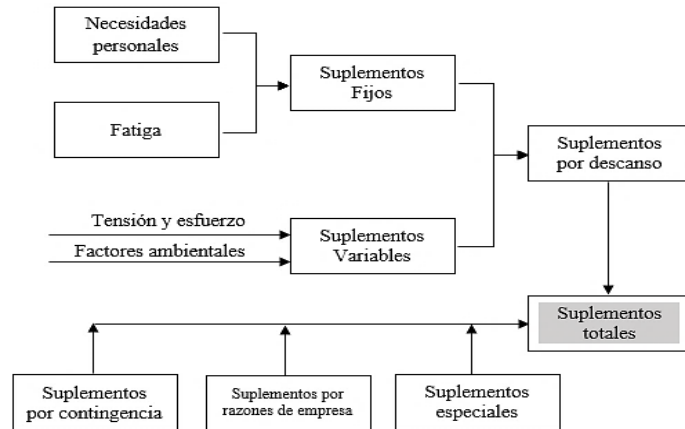 Necesidades
personales
Fatiga
Suplementos
Fijos
Suplementos
por descanso
Tensión y esfuerzo
Factores ambientales
Suplementos
Variables
Suplementos
totales
Suplementos
por contingencia
Suplementos por
razones de empresa
Suplementos
especiales